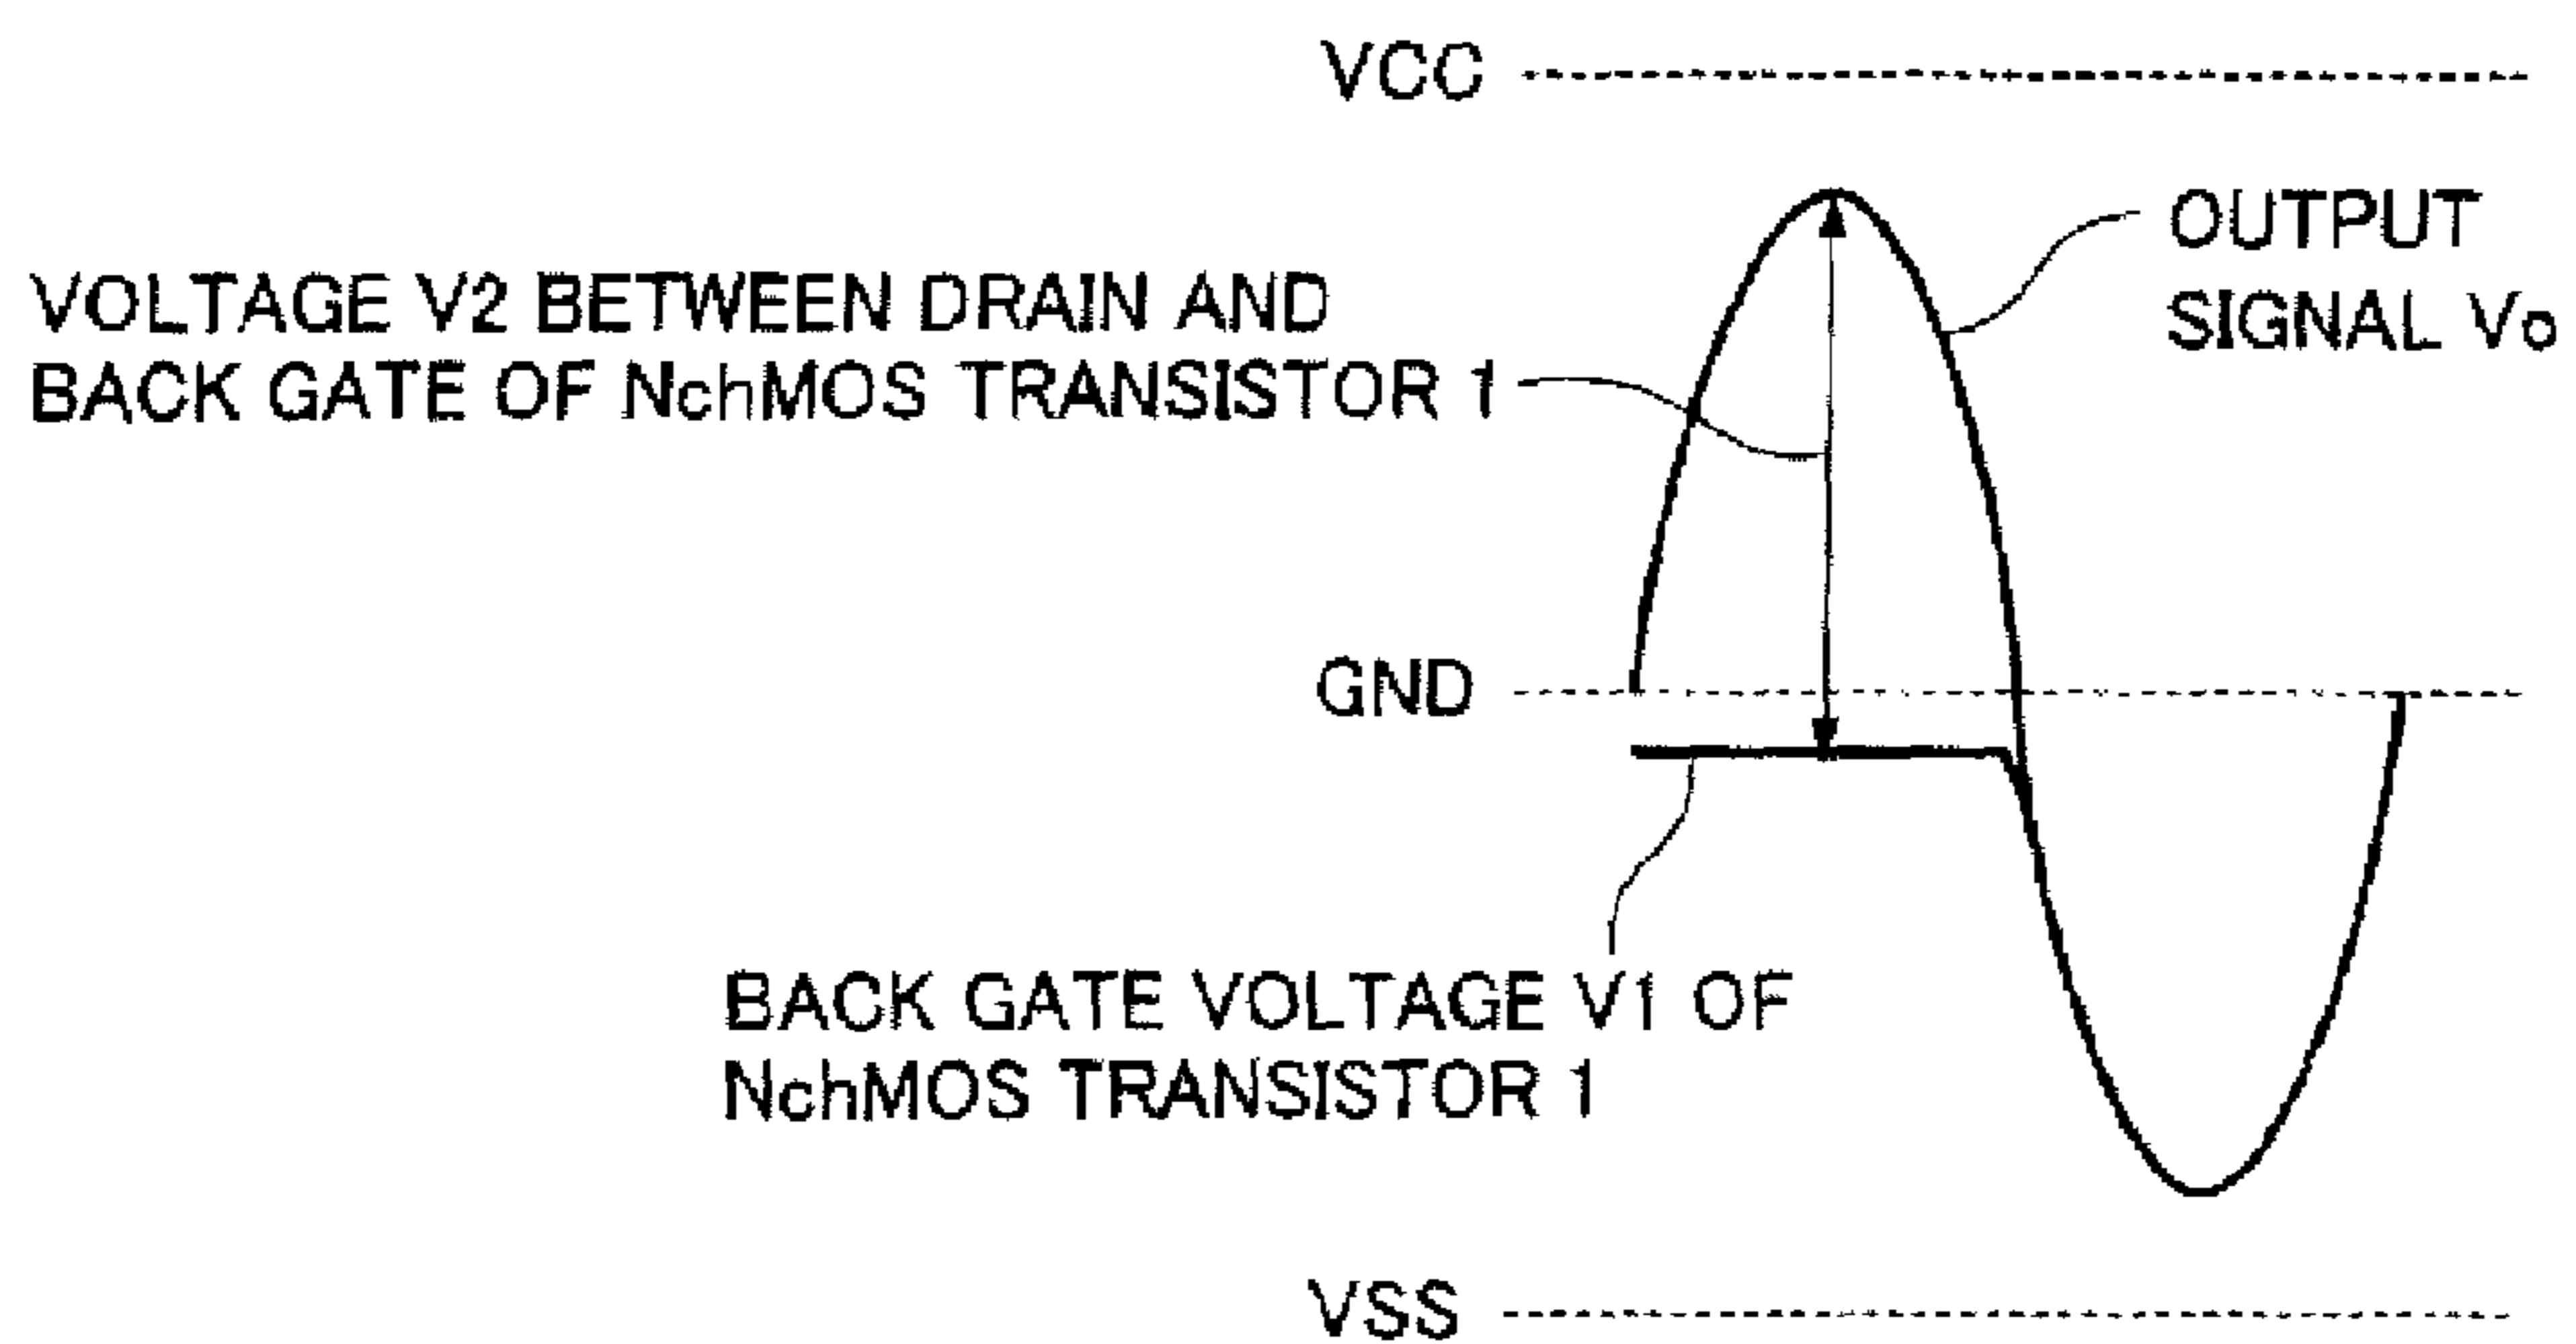 VCC
OUTPUT
SIGNAL Vo
VOLTAGE V2 BETWEEN DRAIN AND
BACK GATE OF NchMOS TRANSISTOR 1
GND
BACK GATE VOLTAGE V1 OF
NchMOS TRANSISTOR 1
VSS